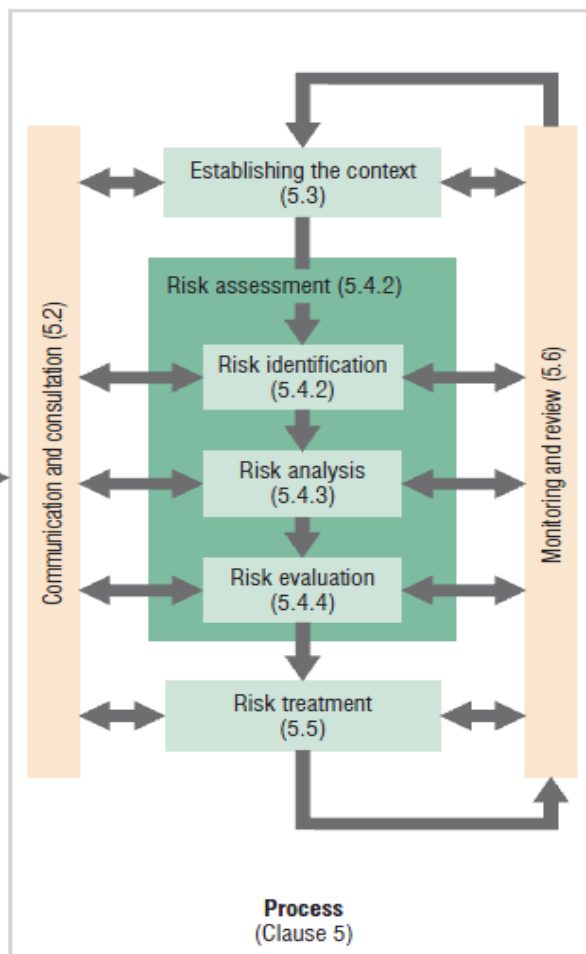 Establishing the context
(5.3)
Risk assessment (5.4.2)
Risk identification
(5.4.2)
Risk analysis
(5.4.3)
Risk evaluation
(5.4.4)
Risk treatment
(5.5)
Communication and consultation (5.2)
Monitoring and review (5.6)
Process
(Clause 5)